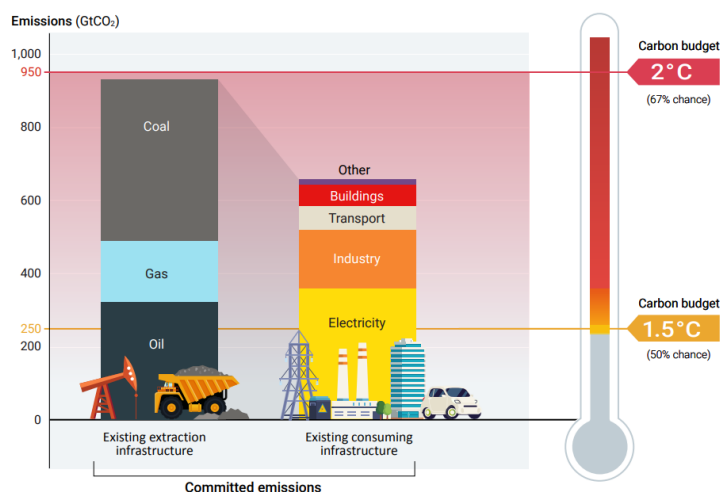 Emissions (GtCO₂)
1,000
950
800
600
400
250
200
0
Coal
Gas
Oil
Other
Buildings
Transport
Industry
Electricity
Existing extraction
infrastructure
Existing consuming
infrastructure
Committed emissions
Carbon budget
2°C
(67% chance)
Carbon budget
1.5°C
(50% chance)